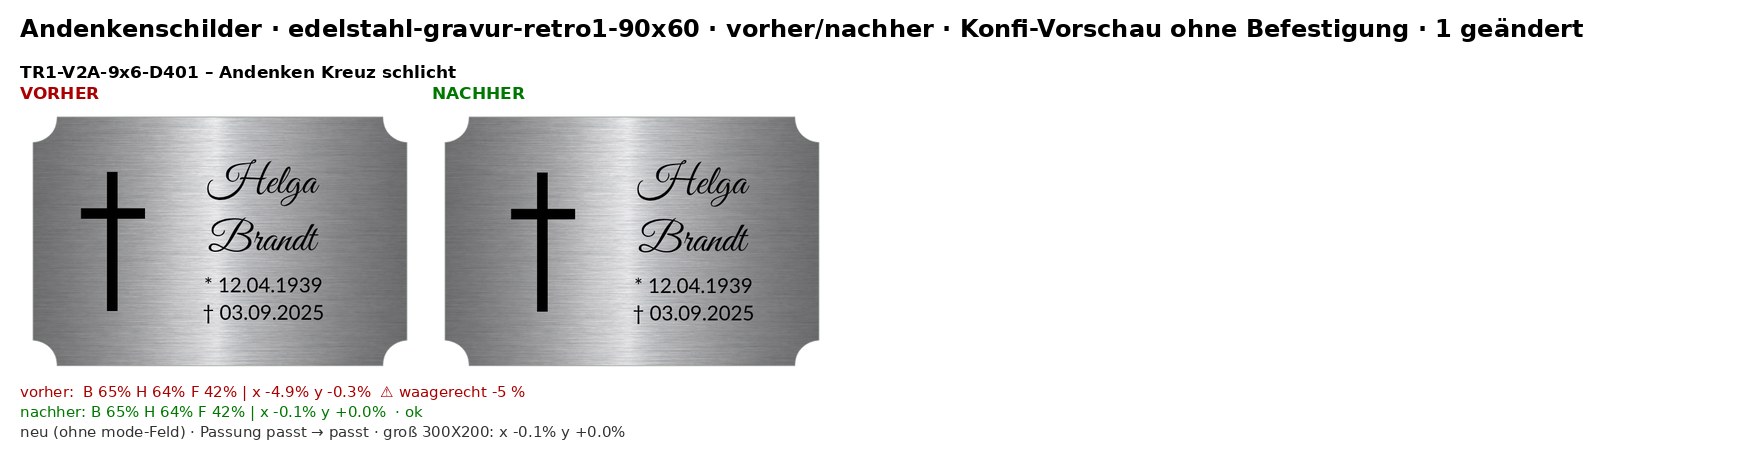 Andenkenschilder · edelstahl-gravur-retro1-90x60 · vorher/nachher · Konfi-Vorschau ohne Befestigung · 1 geändert
TR1-V2A-9x6-D401 – Andenken Kreuz schlicht
VORHER
Helga
Brandt
* 12.04.1939
† 03.09.2025
NACHHER
Helga
Brandt
* 12.04.1939
† 03.09.2025
vorher: B 65% H 64% F 42% | x -4.9% y -0.3% ⚠ waagerecht -5 %
nachher: B 65% H 64% F 42% | x -0.1% y +0.0% · ok
neu (ohne mode-Feld) · Passung passt → passt · groß 300X200: x -0.1% y +0.0%